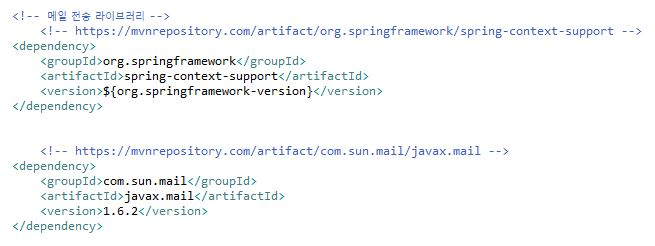 <!-- 메일 전송 라이브러리 -->
<!-- https://mvnrepository.com/artifact/org.springframework/spring-context-support -->
<dependency>
<groupId>org.springframework</groupId>
<artifactId>spring-context-support</artifactId>
<version>${org.springframework-version}</version>
</dependency>
<!-- https://mvnrepository.com/artifact/com.sun.mail/javax.mail -->
<dependency>
<groupId>com.sun.mail</groupId>
<artifactId>javax.mail</artifactId>
<version>1.6.2</version>
</dependency>